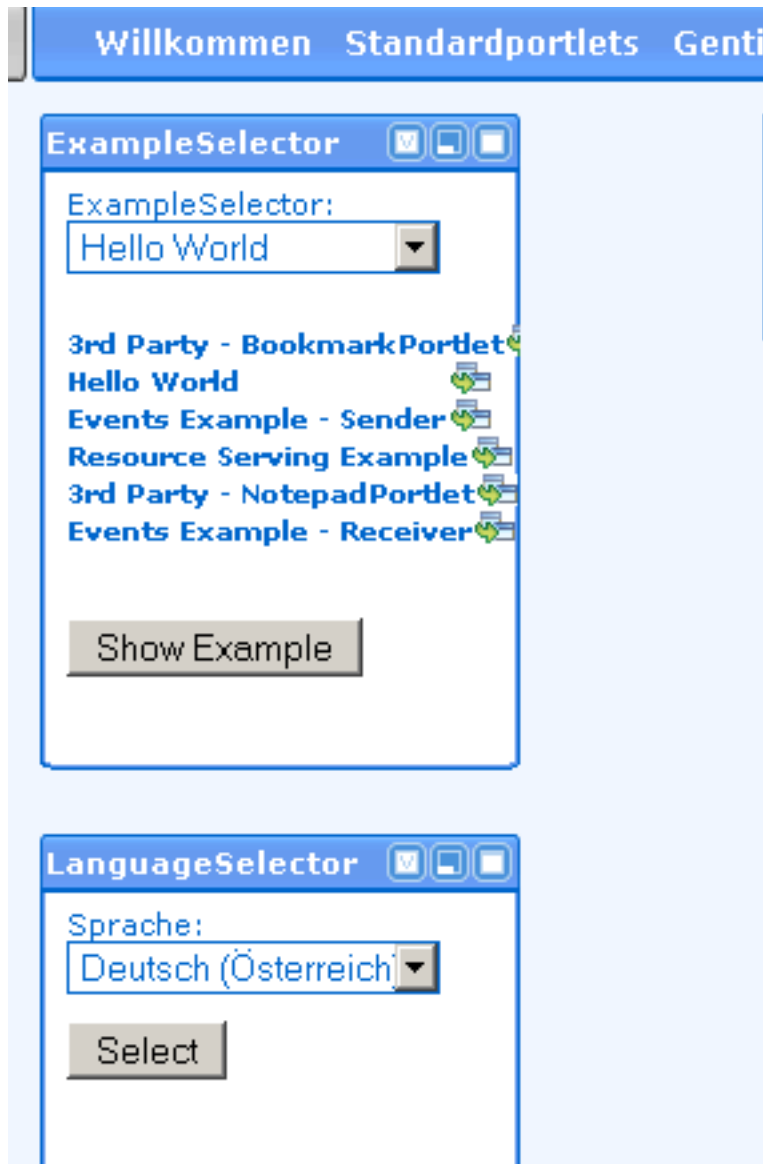 Willkommen Standardportlets
ExampleSelector
ExampleSelector:
Hello World
3rd Party - BookmarkPortlet
Hello World
Events Example - Sender
Resource Serving Example
3rd Party - NotepadPortlet
Events Example - Receiver
Show Example
LanguageSelector
Sprache:
Deutsch (Österreich)
Select